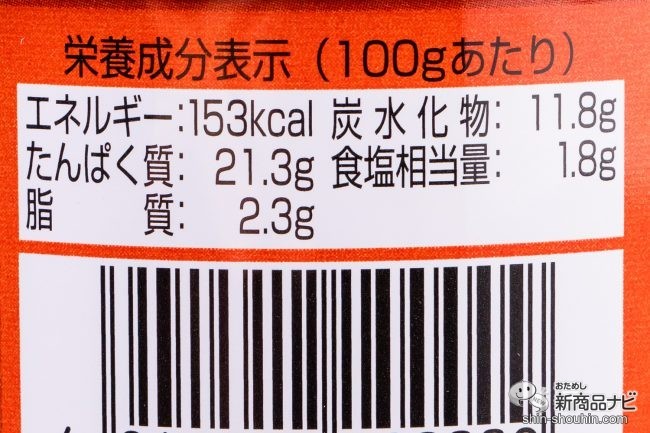 栄養成分表示（100gあたり）
エネルギー:153kcal 炭水化物: 11.8g
たんぱく質: 21.3g 食塩相当量: 1.8g
脂質: 2.3g
おためし
新商品ナビ
shin-shouhin.com